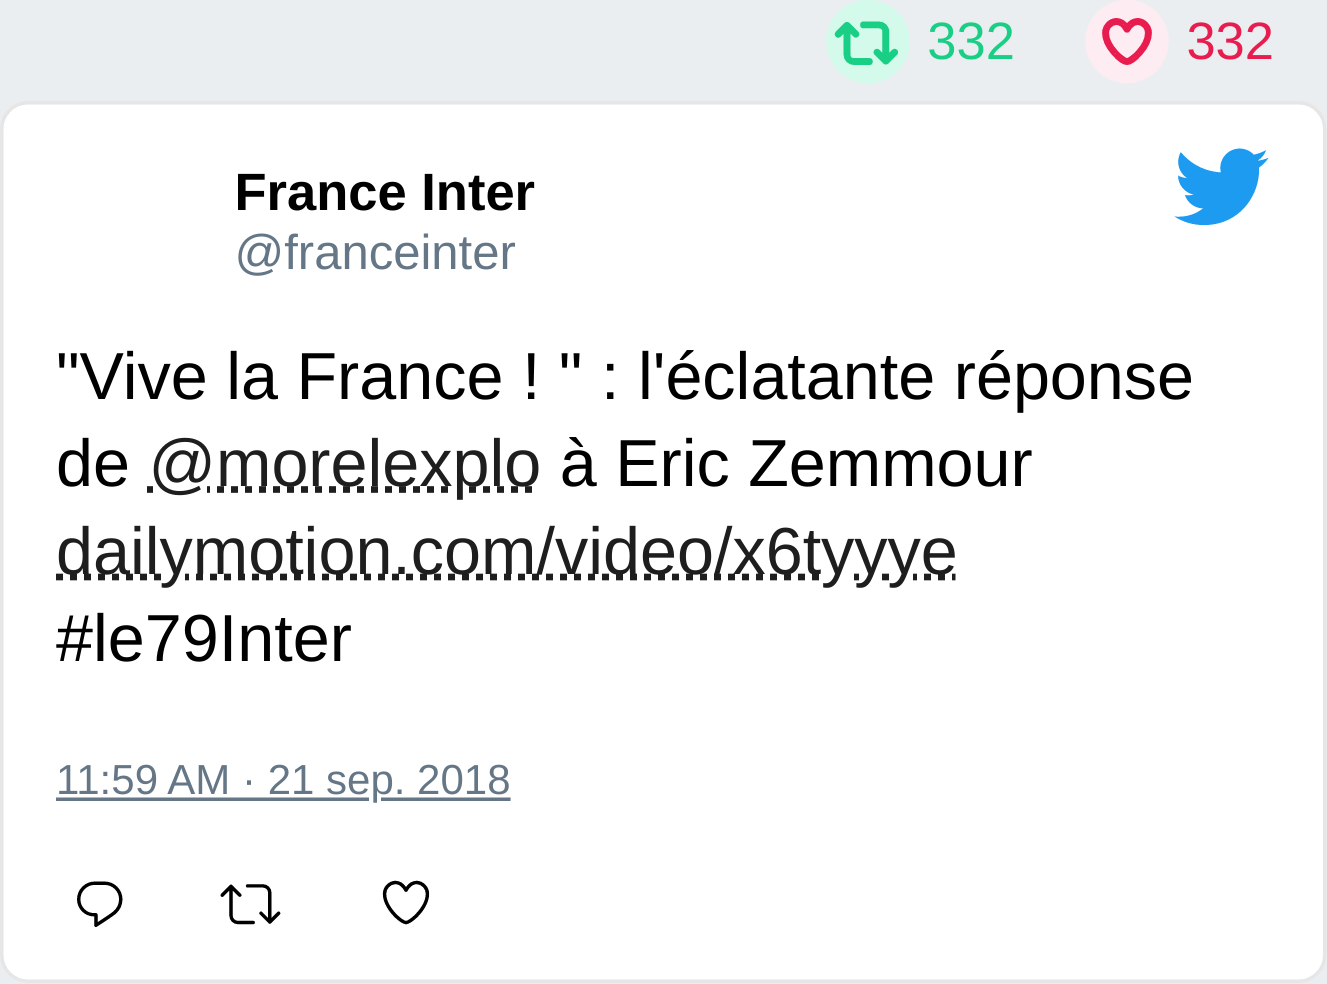 332 332
France Inter
@franceinter
"Vive la France ! " : l'éclatante réponse
de @morelexplo à Eric Zemmour
dailymotion.com/video/x6tyyye
#le79Inter
11:59 AM · 21 sep. 2018